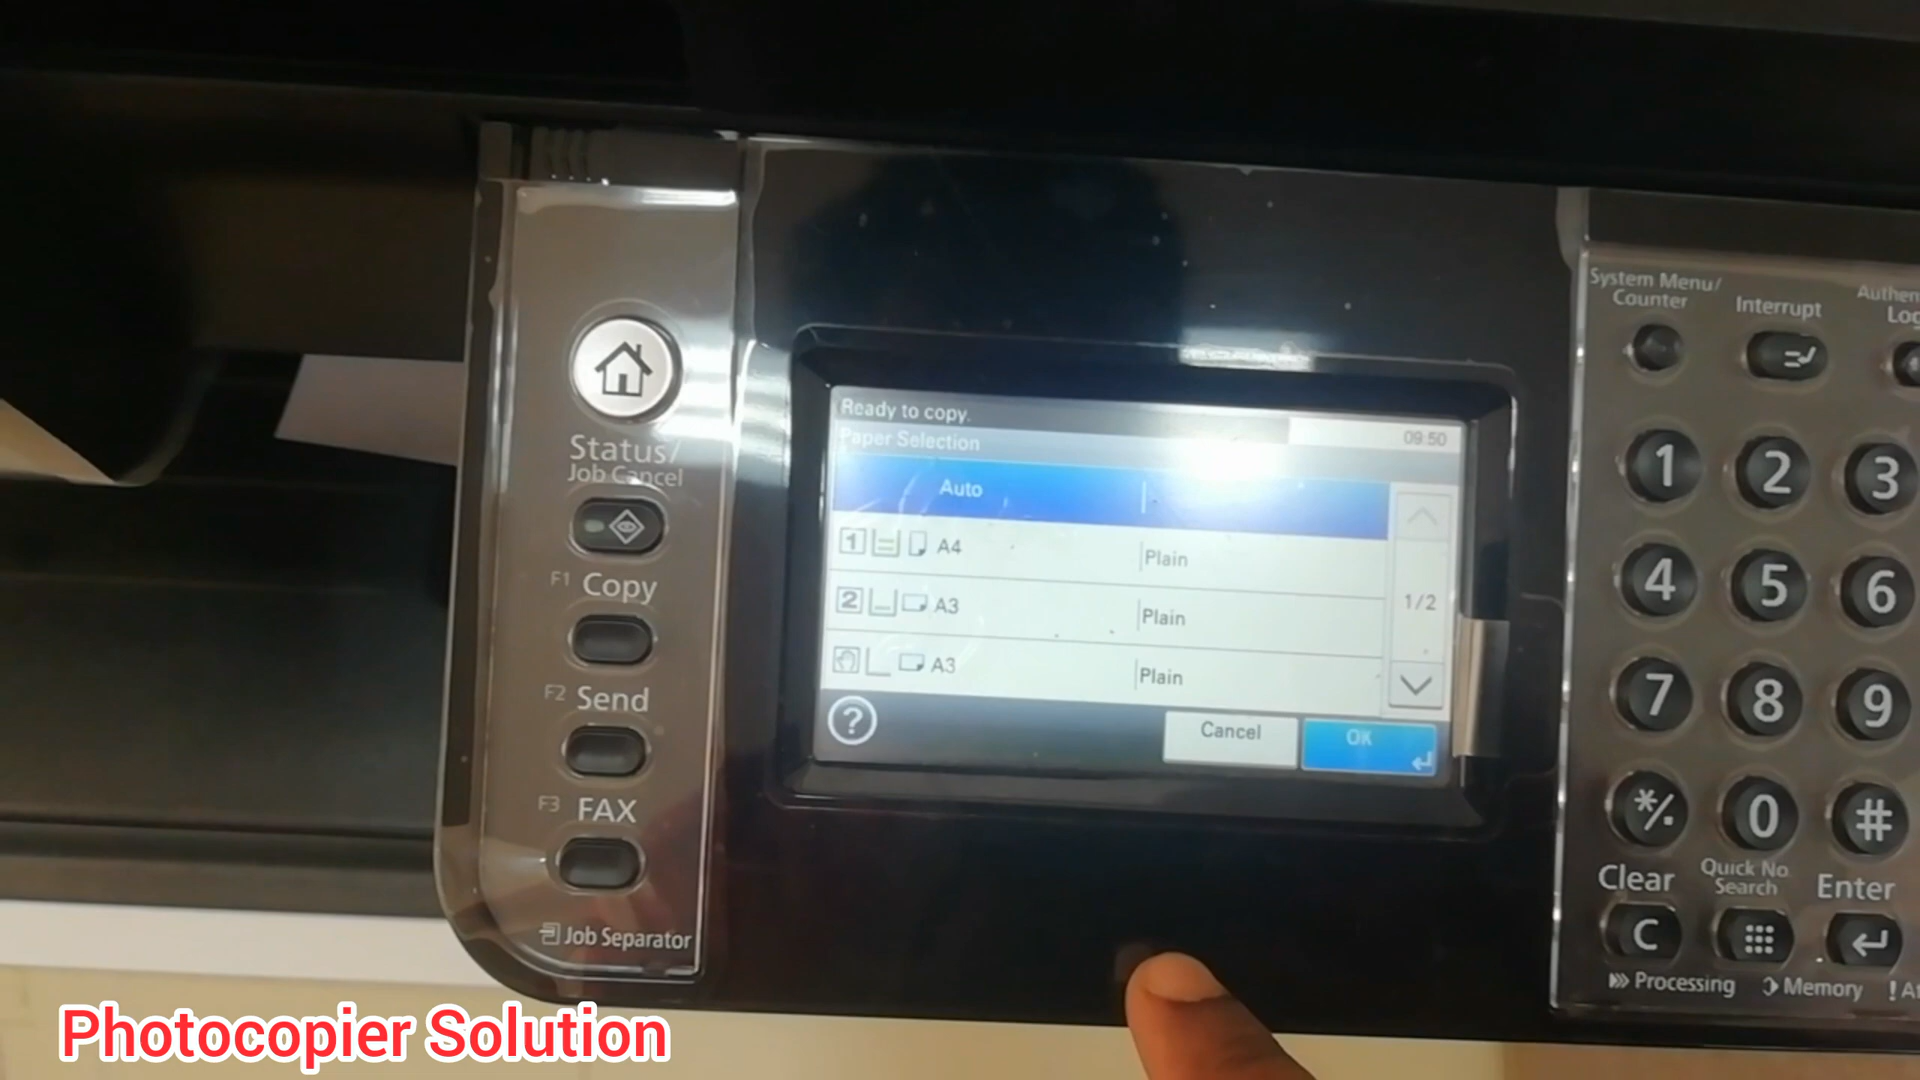 System Menu/
Counter
Interrupt
Status/
Job Cancel
F1 Copy
F2 Send
F3 FAX
Job Separator
Ready to copy.
09:50
Paper Selection
Auto
1 A4 Plain
2 A3 Plain
A3 Plain
1/2
?
Cancel
OK
1 2 3
4 5 6
7 8 9
*/. 0 #
Clear
Quick No.
Search
Enter
C
Processing
Memory
Photocopier Solution